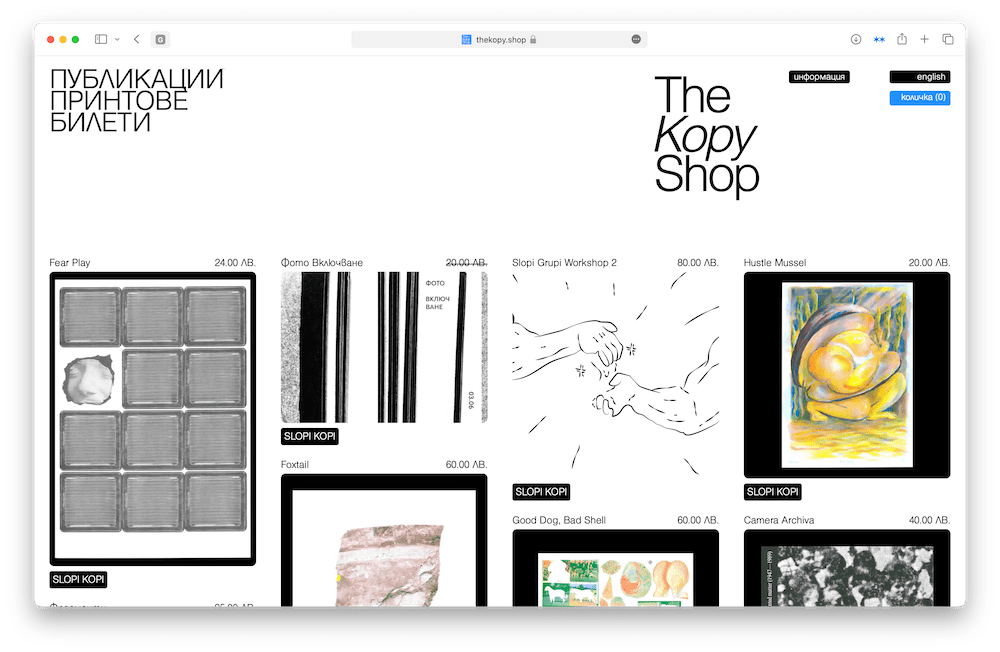 thekopy.shop
ПУБЛИКАЦИИ
ПРИНТОВЕ
БИЛЕТИ
The
Kopy
Shop
информация
english
количка (0)
Fear Play 24.00 ЛВ.
SLOPI KOPI
Фото Включване 20.00 ЛВ.
ФОТО
ВКЛЮЧ
ВАНЕ
03.06
SLOPI KOPI
Foxtail 60.00 ЛВ.
Slopi Grupi Workshop 2 80.00 ЛВ.
SLOPI KOPI
Good Dog, Bad Shell 60.00 ЛВ.
Hustle Mussel 20.00 ЛВ.
SLOPI KOPI
Camera Archiva 40.00 ЛВ.